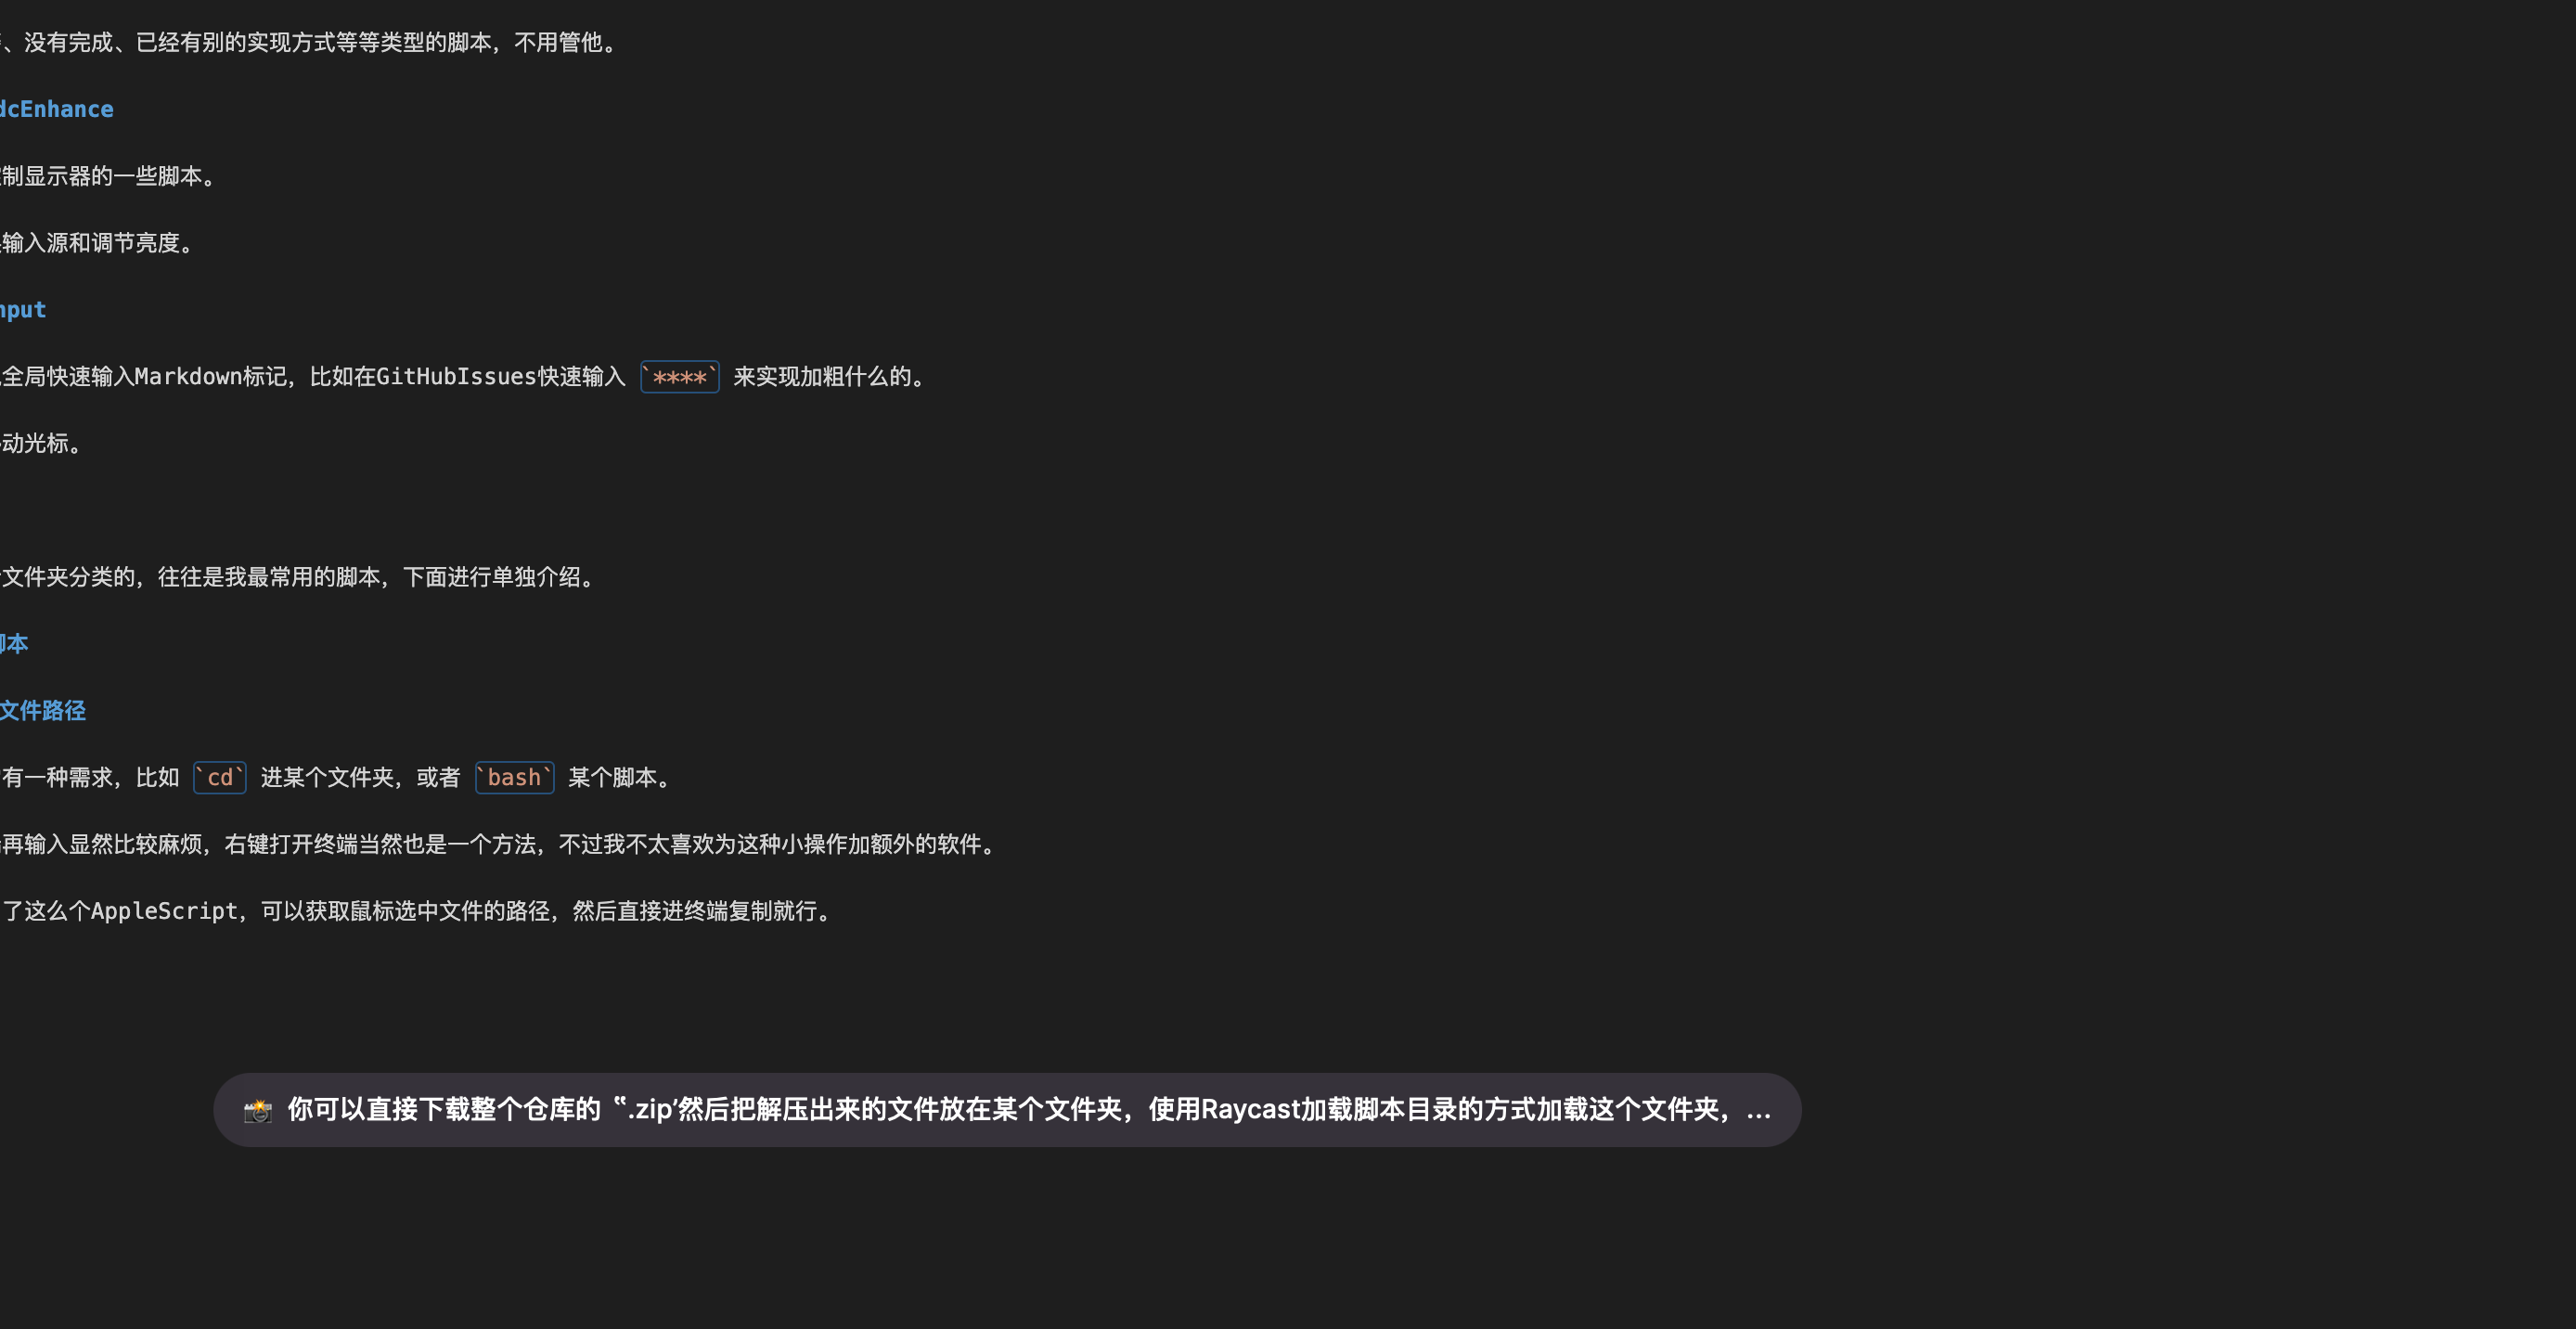 、没有完成、已经有别的实现方式等等类型的脚本，不用管他。
dcEnhance
制显示器的一些脚本。
输入源和调节亮度。
nput
全局快速输入Markdown标记，比如在GitHubIssues快速输入 `****` 来实现加粗什么的。
动光标。
文件夹分类的，往往是我最常用的脚本，下面进行单独介绍。
脚本
文件路径
有一种需求，比如 `cd` 进某个文件夹，或者 `bash` 某个脚本。
再输入显然比较麻烦，右键打开终端当然也是一个方法，不过我不太喜欢为这种小操作加额外的软件。
了这么个AppleScript，可以获取鼠标选中文件的路径，然后直接进终端复制就行。
📸 你可以直接下载整个仓库的‟.zip’然后把解压出来的文件放在某个文件夹，使用Raycast加载脚本目录的方式加载这个文件夹，...